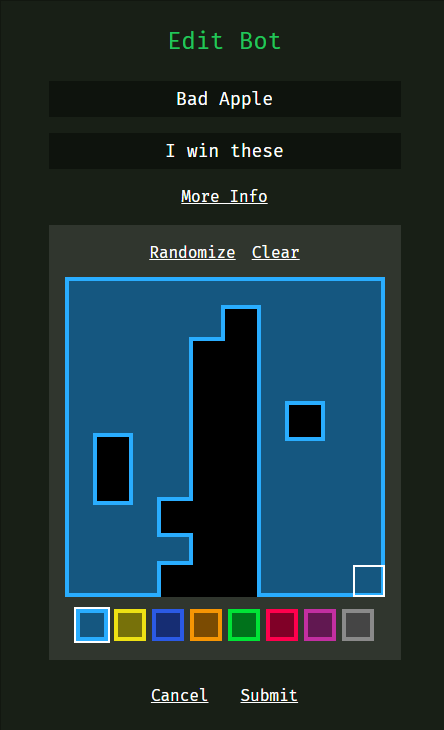 Edit Bot
Bad Apple
I win these
More Info
Randomize Clear
Cancel Submit